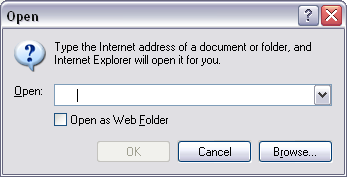 Open
Type the Internet address of a document or folder, and
Internet Explorer will open it for you.
Open:
Open as Web Folder
OK Cancel Browse...